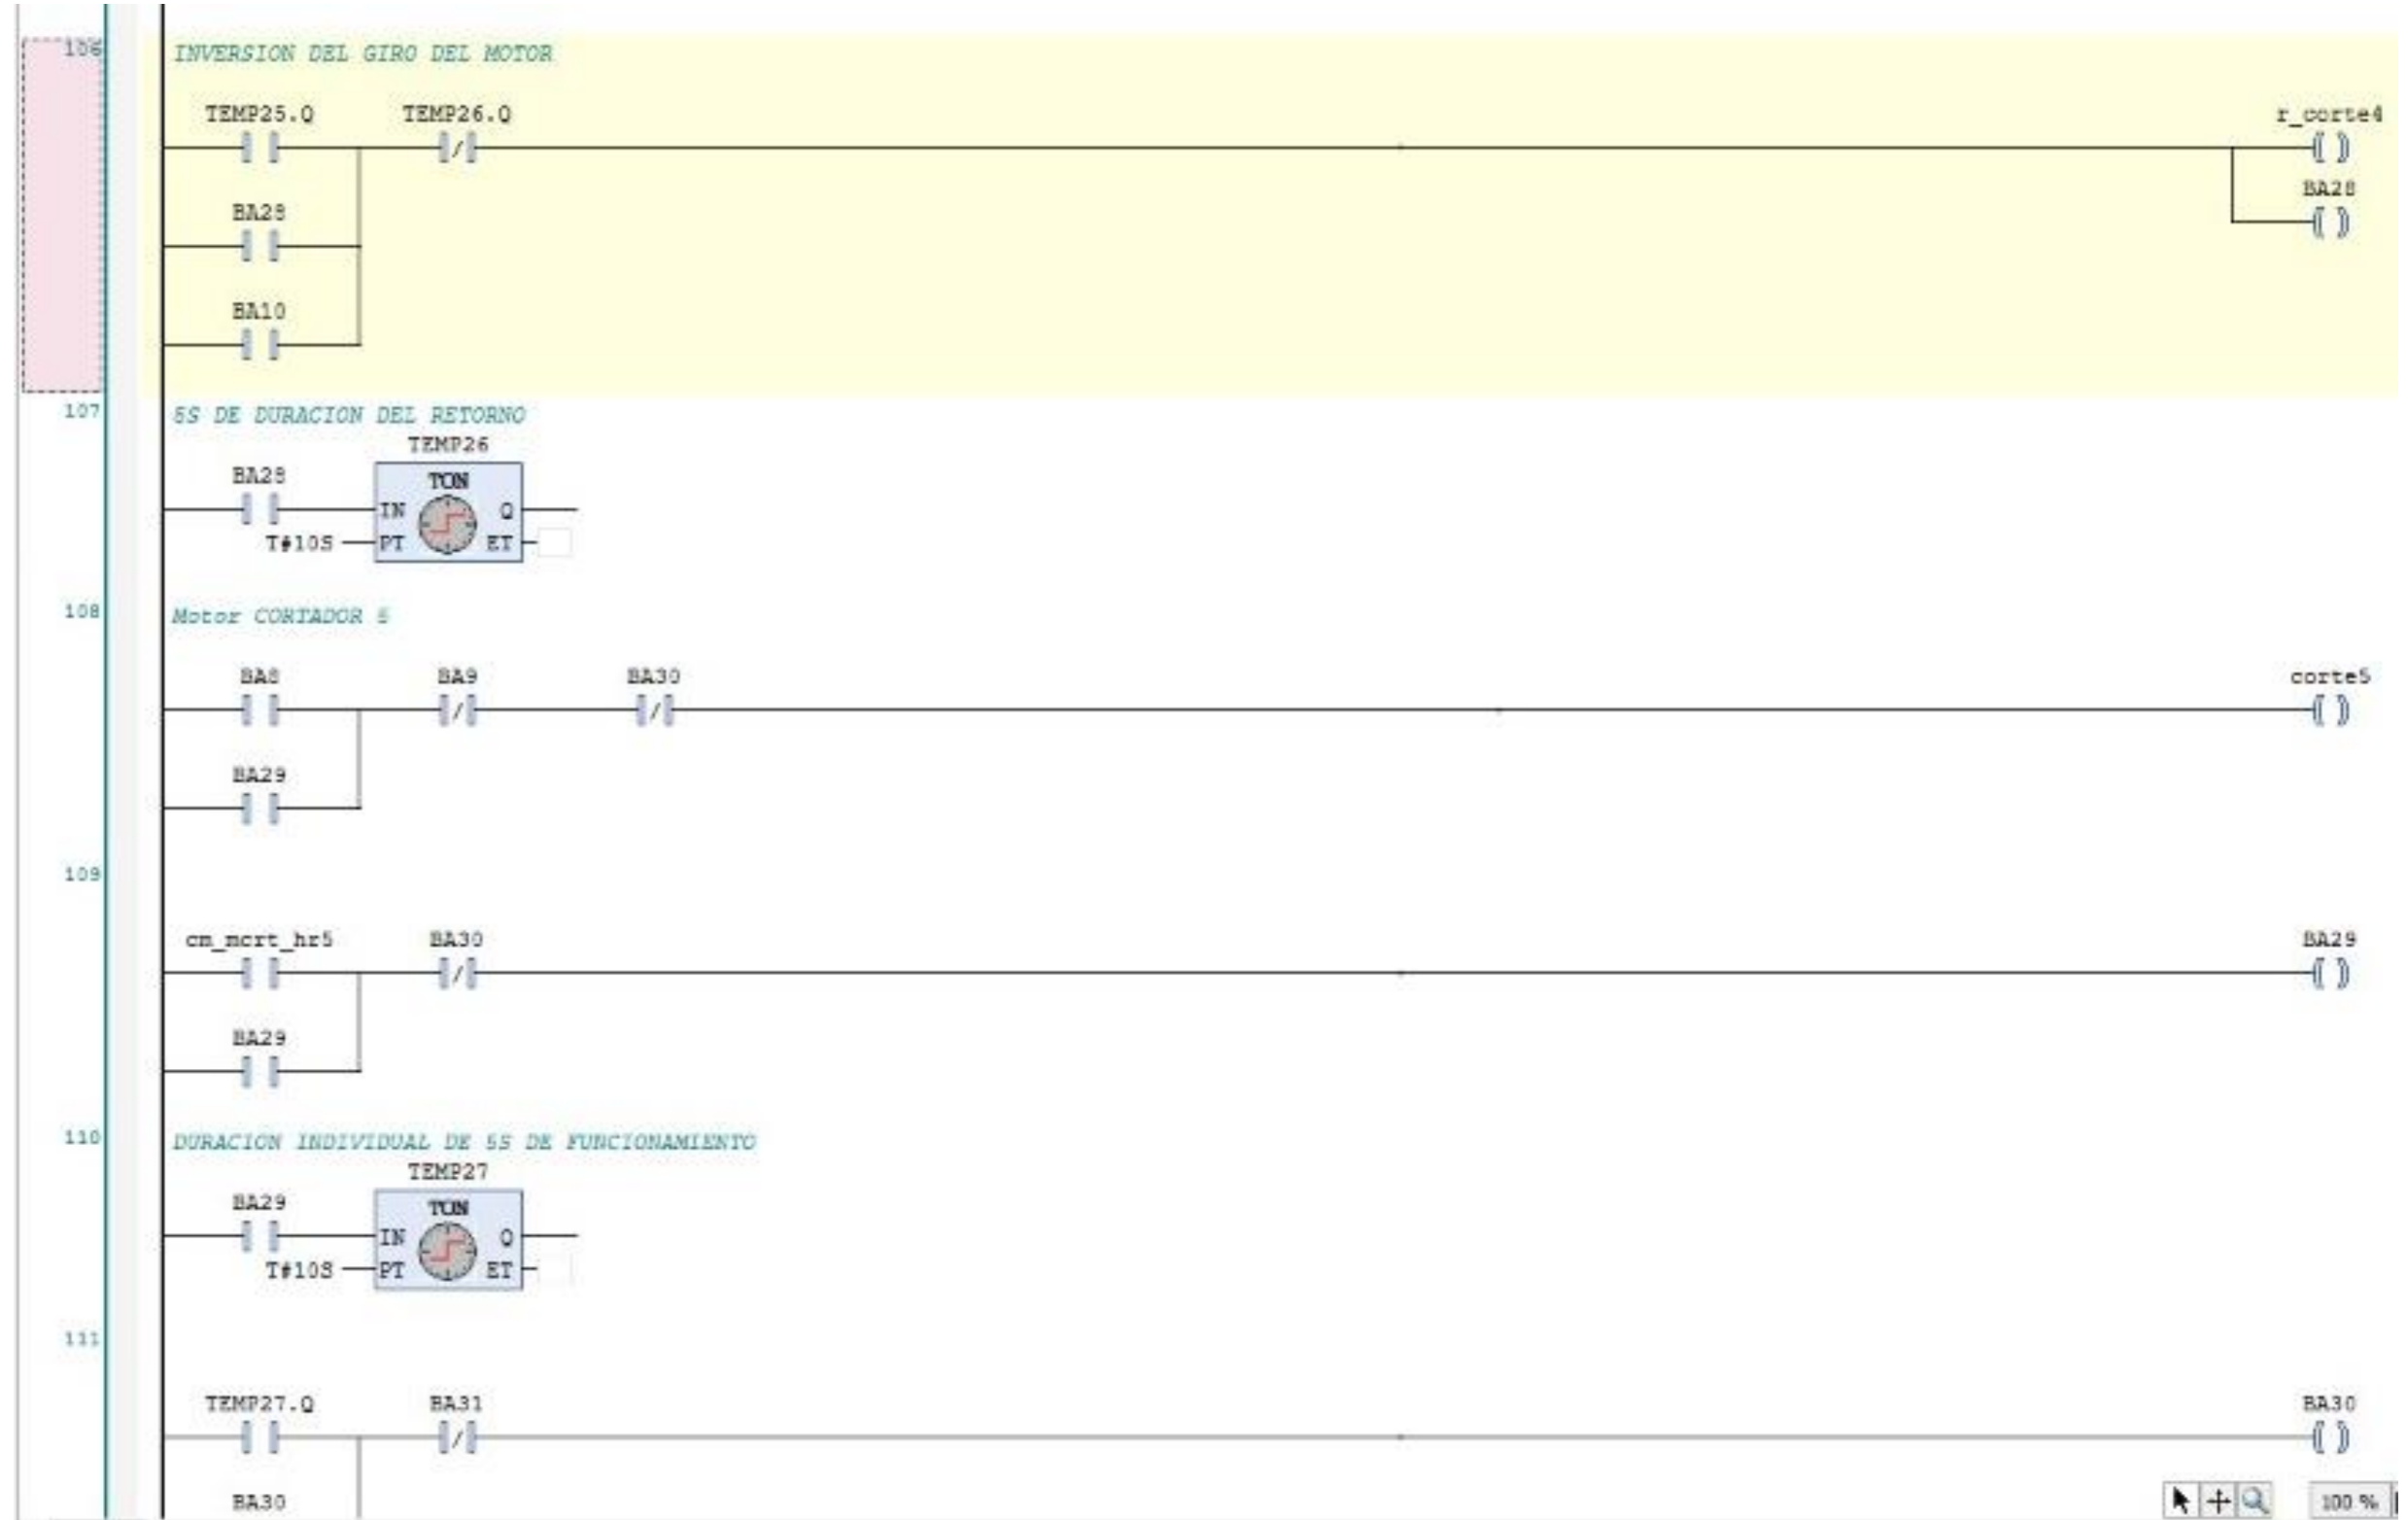 106
INVERSION DEL GIRO DEL MOTOR
TEMP25.Q TEMP26.Q r_corte4
BA28
BA28
BA10
107
5S DE DURACION DEL RETORNO
TEMP26
BA28 TON
IN Q
T#10S PT ET
108
Motor CORTADOR 5
BA8 BA9 BA30 corte5
BA29
109
cm_mcrt_hr5 BA30 BA29
BA29
110
DURACION INDIVIDUAL DE 5S DE FUNCIONAMIENTO
TEMP27
BA29 TON
IN Q
T#10S PT ET
111
TEMP27.Q BA31 BA30
BA30
100 %